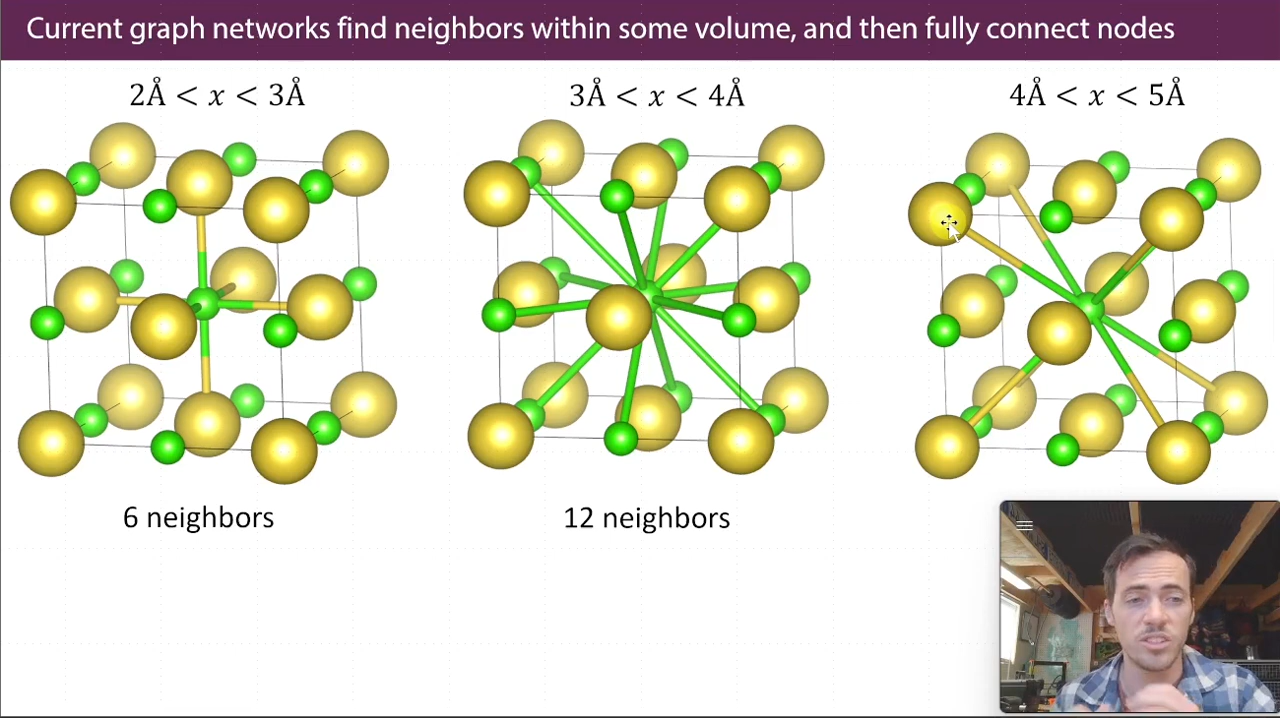 Current graph networks find neighbors within some volume, and then fully connect nodes
2Å < x < 3Å
3Å < x < 4Å
4Å < x < 5Å
6 neighbors
12 neighbors